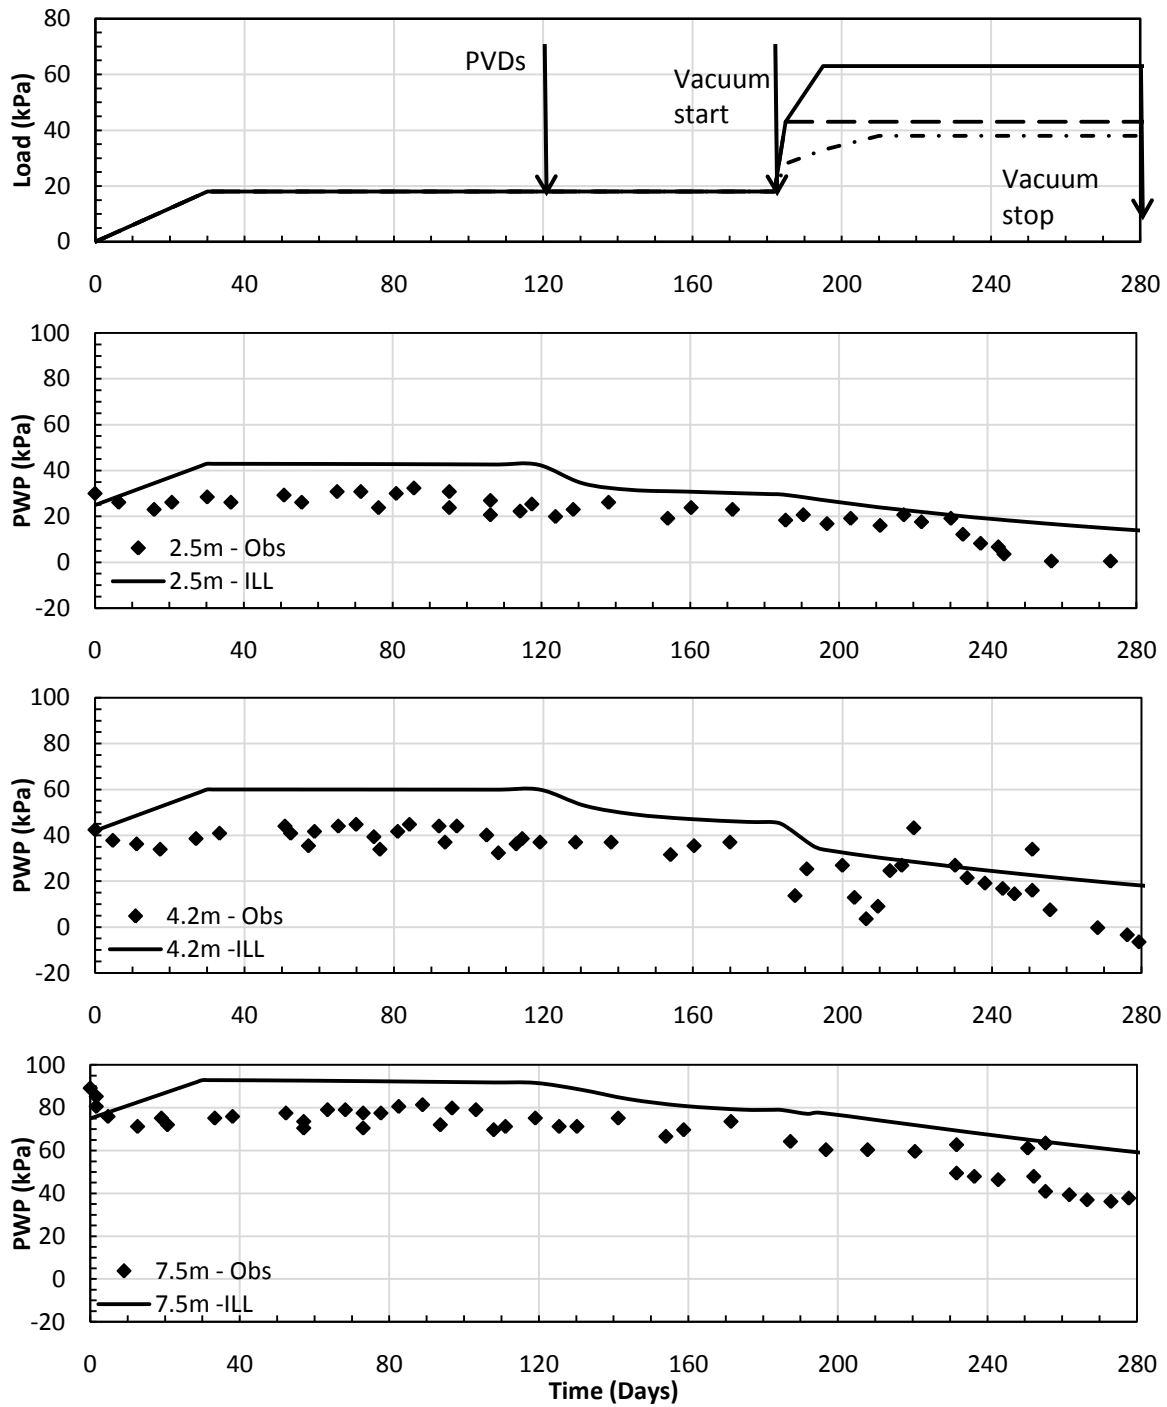 80
60
40
20
0
Load (kPa)
PVDs
Vacuum
start
Vacuum
stop
0 40 80 120 160 200 240 280
100
80
60
40
20
0
-20
PWP (kPa)
2.5m - Obs
2.5m - ILL
0 40 80 120 160 200 240 280
100
80
60
40
20
0
-20
PWP (kPa)
4.2m - Obs
4.2m -ILL
0 40 80 120 160 200 240 280
100
80
60
40
20
0
-20
PWP (kPa)
7.5m - Obs
7.5m -ILL
0 40 80 120 160 200 240 280
Time (Days)